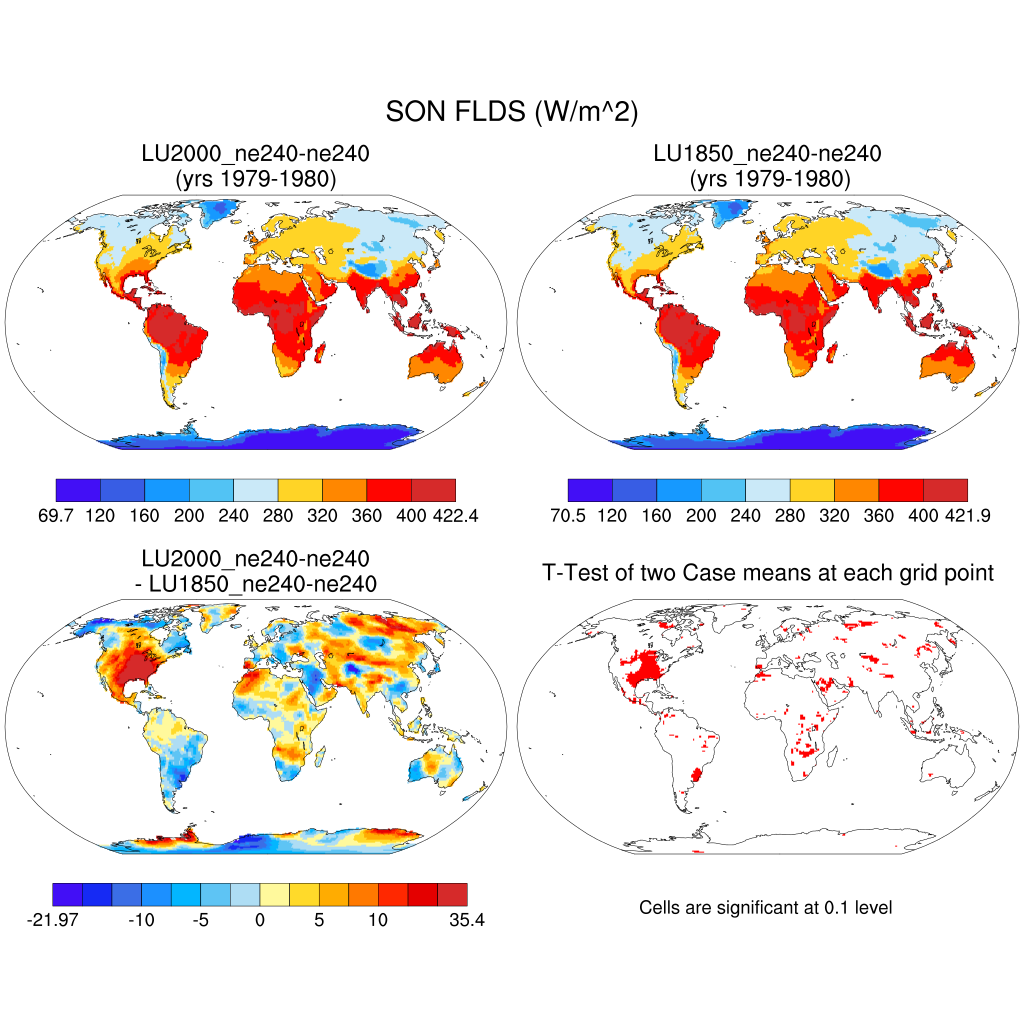 SON FLDS (W/m^2)
LU2000_ne240-ne240
(yrs 1979-1980)
LU1850_ne240-ne240
(yrs 1979-1980)
69.7 120 160 200 240 280 320 360 400 422.4
70.5 120 160 200 240 280 320 360 400 421.9
LU2000_ne240-ne240
- LU1850_ne240-ne240
T-Test of two Case means at each grid point
-21.97 -10 -5 0 5 10 35.4
Cells are significant at 0.1 level